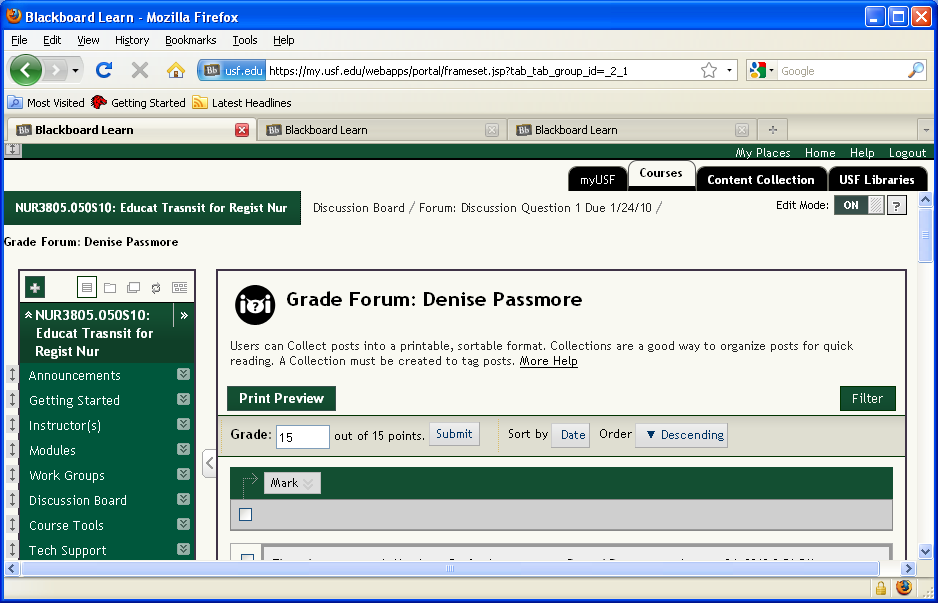 Blackboard Learn - Mozilla Firefox
File Edit View History Bookmarks Tools Help
Bb usf.edu https://my.usf.edu/webapps/portal/frameset.jsp?tab_tab_group_id=_2_1 Google
Most Visited Getting Started Latest Headlines
Bb Blackboard Learn Bb Blackboard Learn Bb Blackboard Learn
My Places Home Help Logout
myUSF Courses Content Collection USF Libraries
NUR3805.050S10: Educat Trasnsit for Regist Nur Discussion Board / Forum: Discussion Question 1 Due 1/24/10 / Edit Mode: ON ?
Grade Forum: Denise Passmore
NUR3805.050S10:
Educat Trasnsit for
Regist Nur
Announcements
Getting Started
Instructor(s)
Modules
Work Groups
Discussion Board
Course Tools
Tech Support
Grade Forum: Denise Passmore
Users can Collect posts into a printable, sortable format. Collections are a good way to organize posts for quick
reading. A Collection must be created to tag posts. More Help
Print Preview Filter
Grade: 15 out of 15 points. Submit Sort by Date Order ▼ Descending
Mark